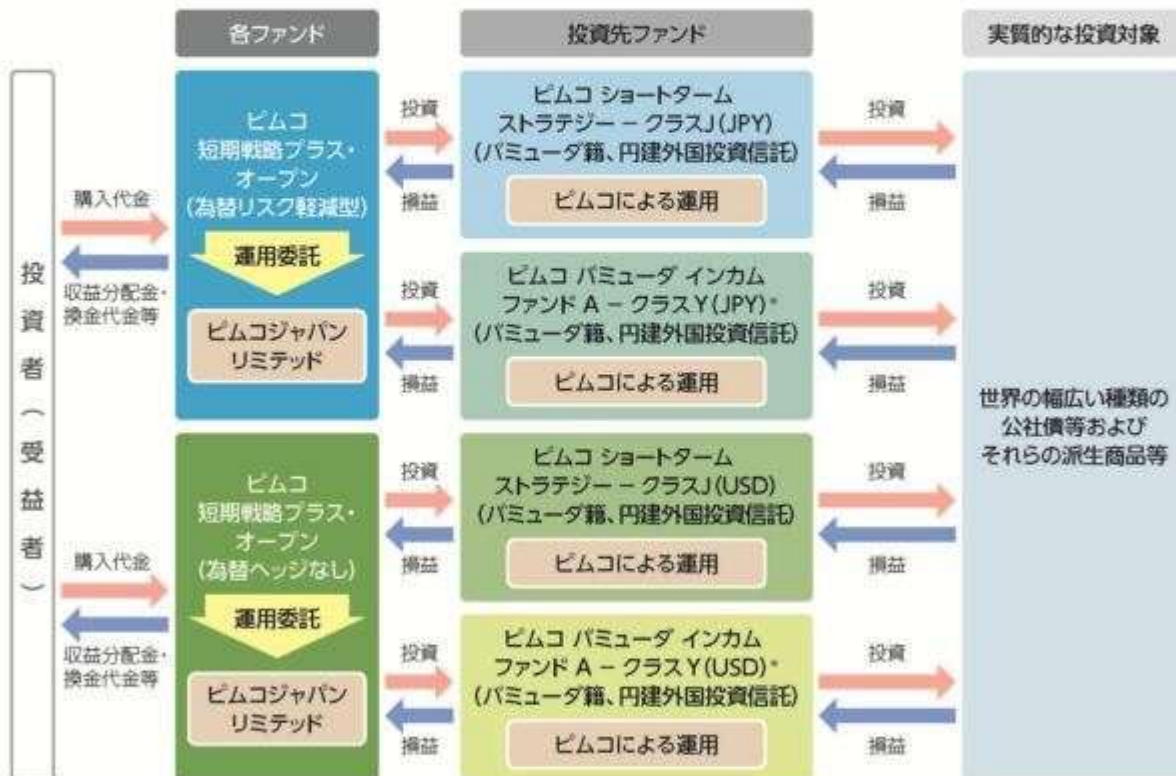 各ファンド
投資先ファンド
実質的な投資対象
投資者（受益者）
購入代金
収益分配金・
換金代金等
ピムコ
短期戦略プラス・
オープン
(為替リスク軽減型)
運用委託
ピムコジャパン
リミテッド
投資
損益
投資
損益
ピムコ ショートターム
ストラテジー － クラスJ(JPY)
(バミューダ籍、円建外国投資信託)
ピムコによる運用
投資
損益
ピムコ バミューダ インカム
ファンド A － クラス Y(JPY)*
(バミューダ籍、円建外国投資信託)
ピムコによる運用
投資
損益
購入代金
収益分配金・
換金代金等
ピムコ
短期戦略プラス・
オープン
(為替ヘッジなし)
運用委託
ピムコジャパン
リミテッド
投資
損益
投資
損益
ピムコ ショートターム
ストラテジー － クラスJ(USD)
(バミューダ籍、円建外国投資信託)
ピムコによる運用
投資
損益
ピムコ バミューダ インカム
ファンド A － クラス Y(USD)*
(バミューダ籍、円建外国投資信託)
ピムコによる運用
投資
損益
世界の幅広い種類の
公社債等および
それらの派生商品等